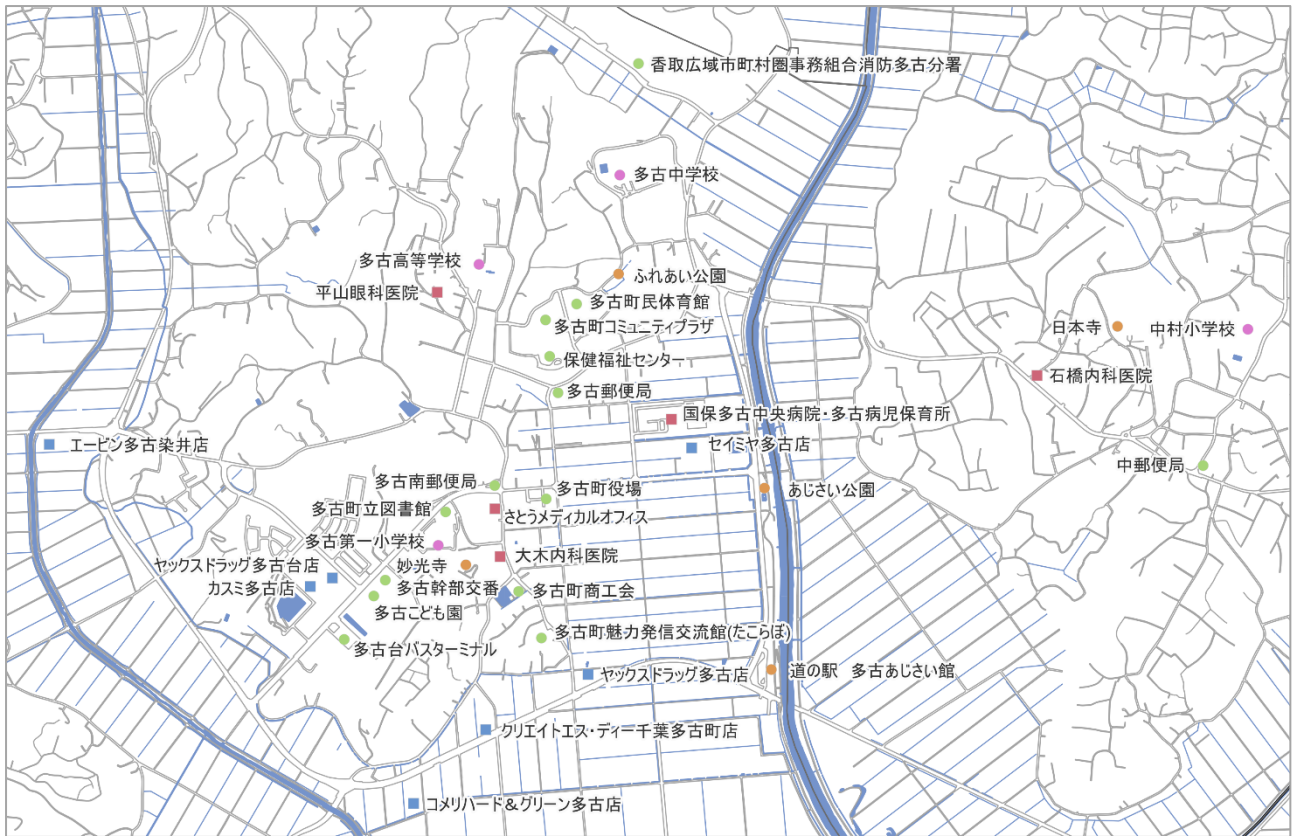 香取広域市町村圏事務組合消防多古分署
多古中学校
多古高等学校
ふれあい公園
平山眼科医院
多古町民体育館
多古町コミュニティプラザ
日本寺
中村小学校
保健福祉センター
石橋内科医院
多古郵便局
国保多古中央病院・多古病児保育所
エービン多古染井店
セイミヤ多古店
中郵便局
多古南郵便局
多古町役場
あじさい公園
多古町立図書館
さとうメディカルオフィス
多古第一小学校
大木内科医院
ヤックスドラッグ多古台店
妙光寺
カスミ多古店
多古幹部交番
多古町商工会
多古こども園
多古町魅力発信交流館(たこらぼ)
多古台バスターミナル
ヤックスドラッグ多古店
道の駅 多古あじさい館
クリエイトエス・ディー千葉多古町店
コメリハード&グリーン多古店